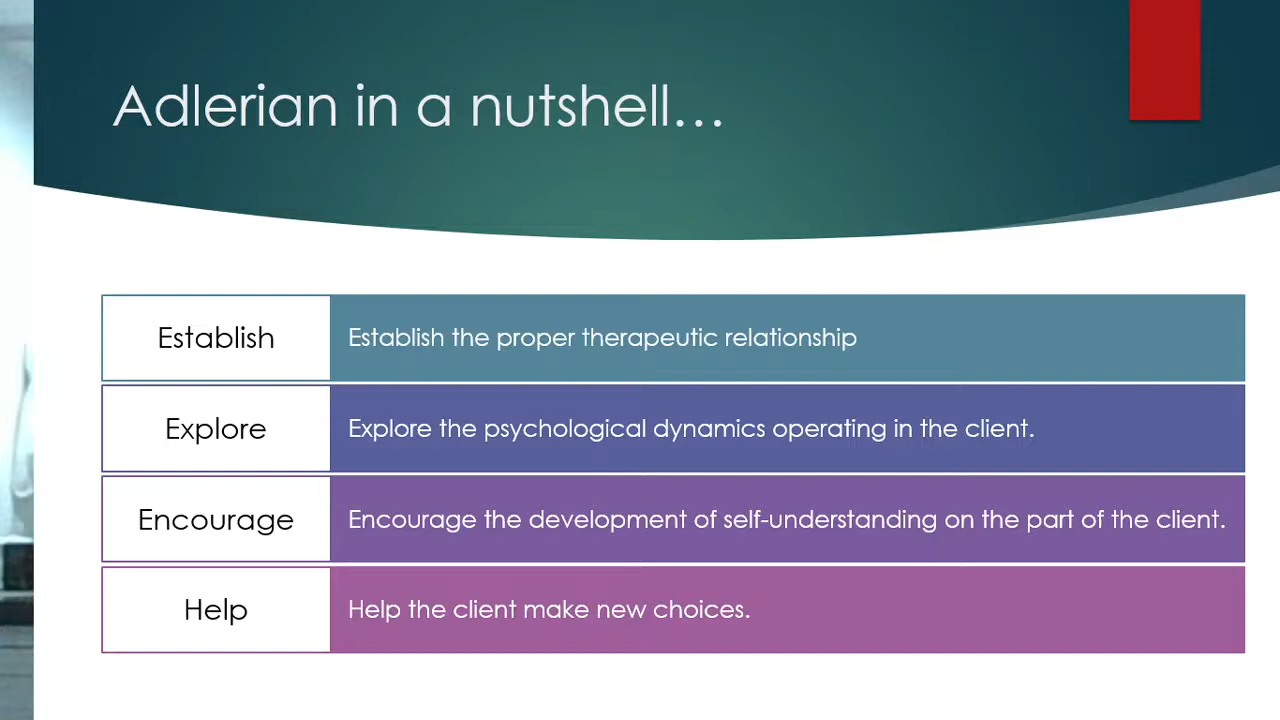 Adlerian in a nutshell…
Establish
Establish the proper therapeutic relationship
Explore
Explore the psychological dynamics operating in the client.
Encourage
Encourage the development of self-understanding on the part of the client.
Help
Help the client make new choices.